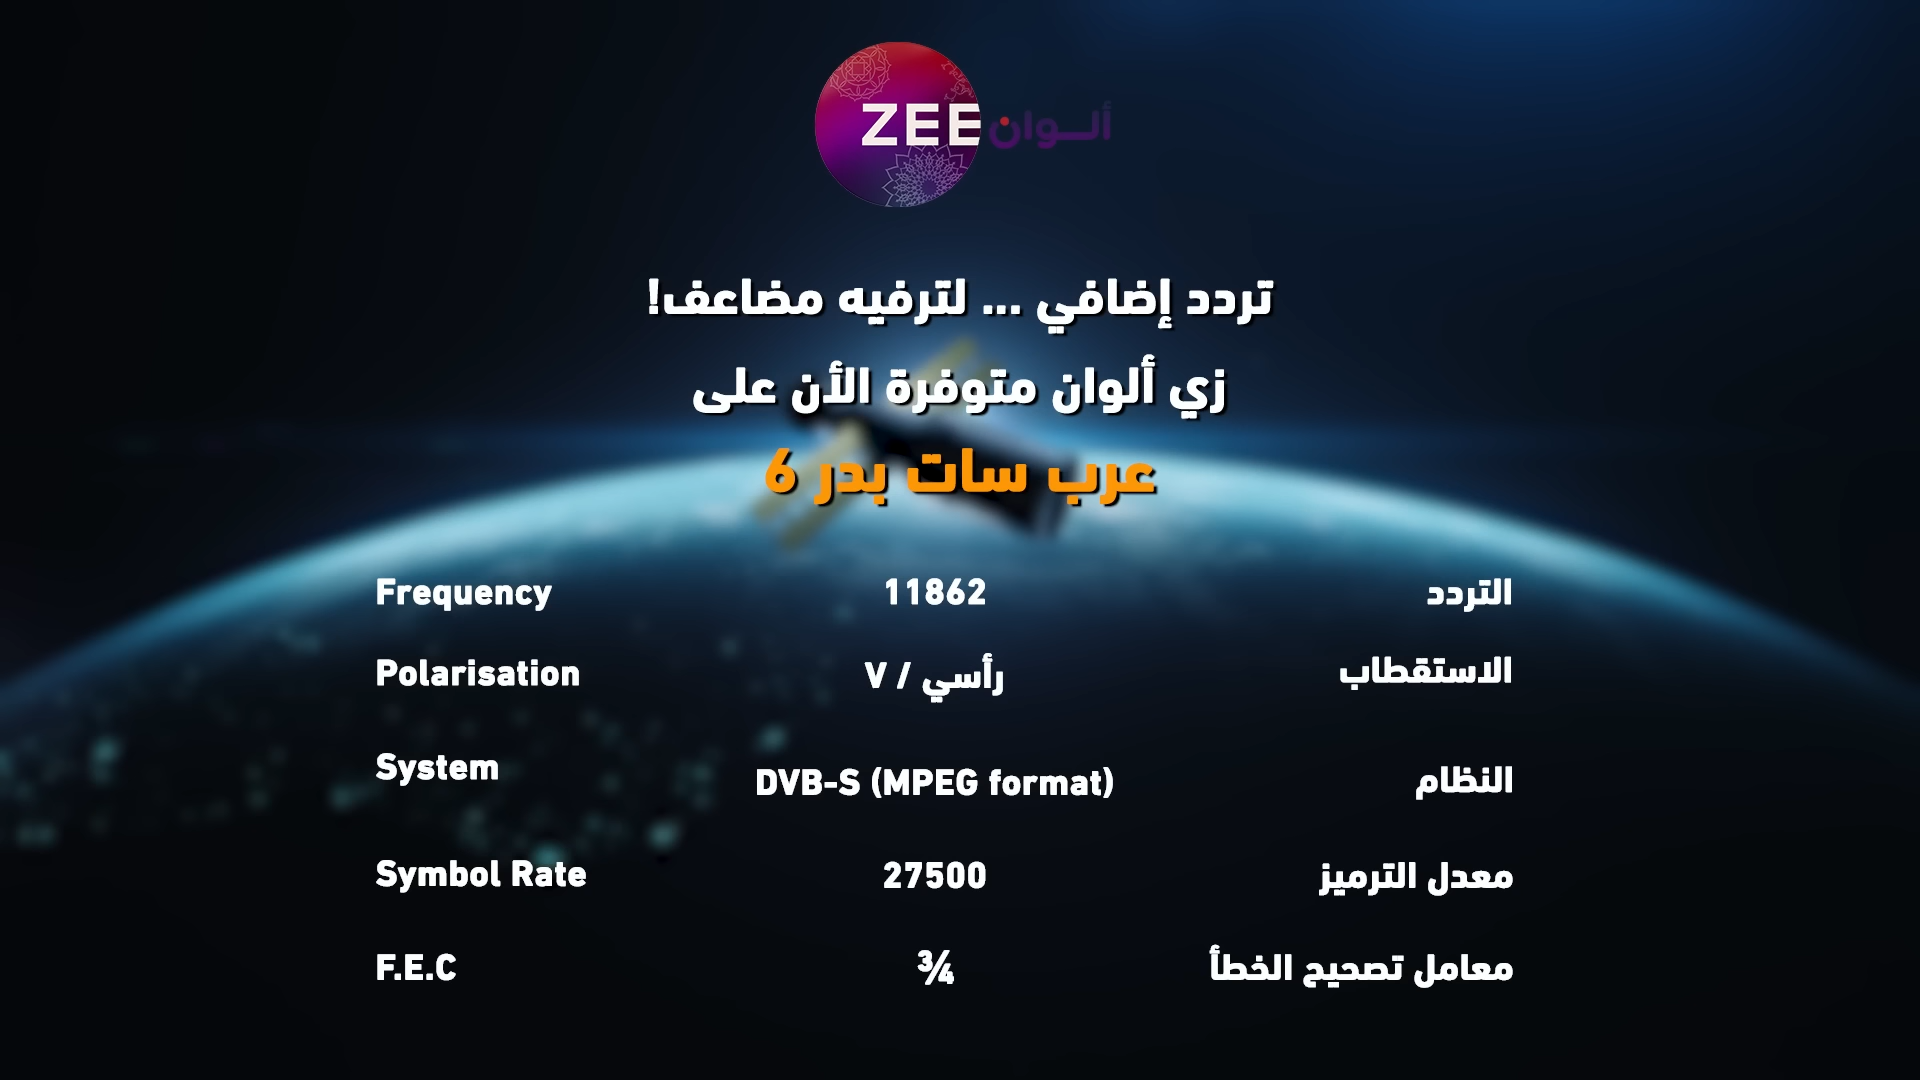 ZEE ألوان
تردد إضافي ... لترفيه مضاعف!
زي ألوان متوفرة الأن على
عرب سات بدر 6
Frequency 11862 التردد
Polarisation رأسي / V الاستقطاب
System DVB-S (MPEG format) النظام
Symbol Rate 27500 معدل الترميز
F.E.C ¾ معامل تصحيح الخطأ